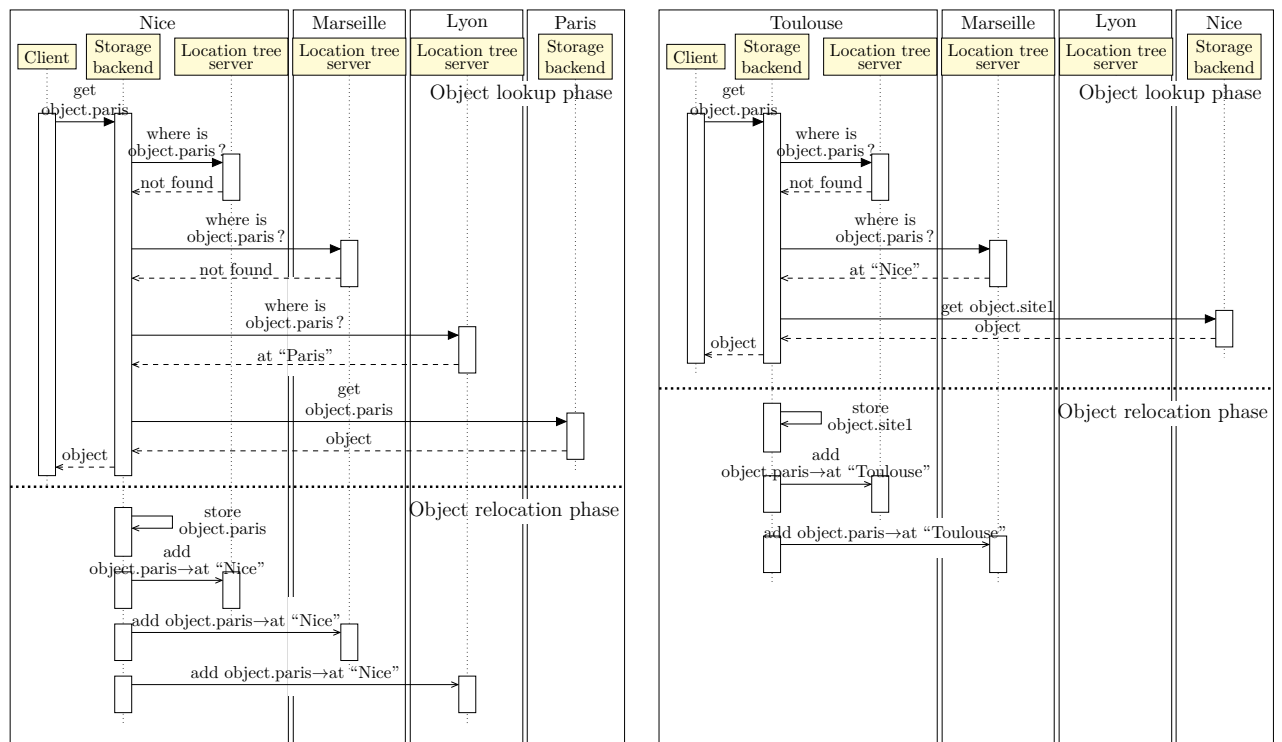 Nice
Marseille
Lyon
Paris
Client
Storage
backend
Location tree
server
Location tree
server
Location tree
server
Storage
backend
Object lookup phase
get
object.paris
where is
object.paris ?
not found
where is
object.paris ?
not found
where is
object.paris ?
at “Paris”
get
object.paris
object
object
Object relocation phase
store
object.paris
add
object.paris→at “Nice”
add object.paris→at “Nice”
add object.paris→at “Nice”
Toulouse
Marseille
Lyon
Nice
Client
Storage
backend
Location tree
server
Location tree
server
Location tree
server
Storage
backend
Object lookup phase
get
object.paris
where is
object.paris ?
not found
where is
object.paris ?
at “Nice”
get object.site1
object
object
Object relocation phase
store
object.site1
add
object.paris→at “Toulouse”
add object.paris→at “Toulouse”